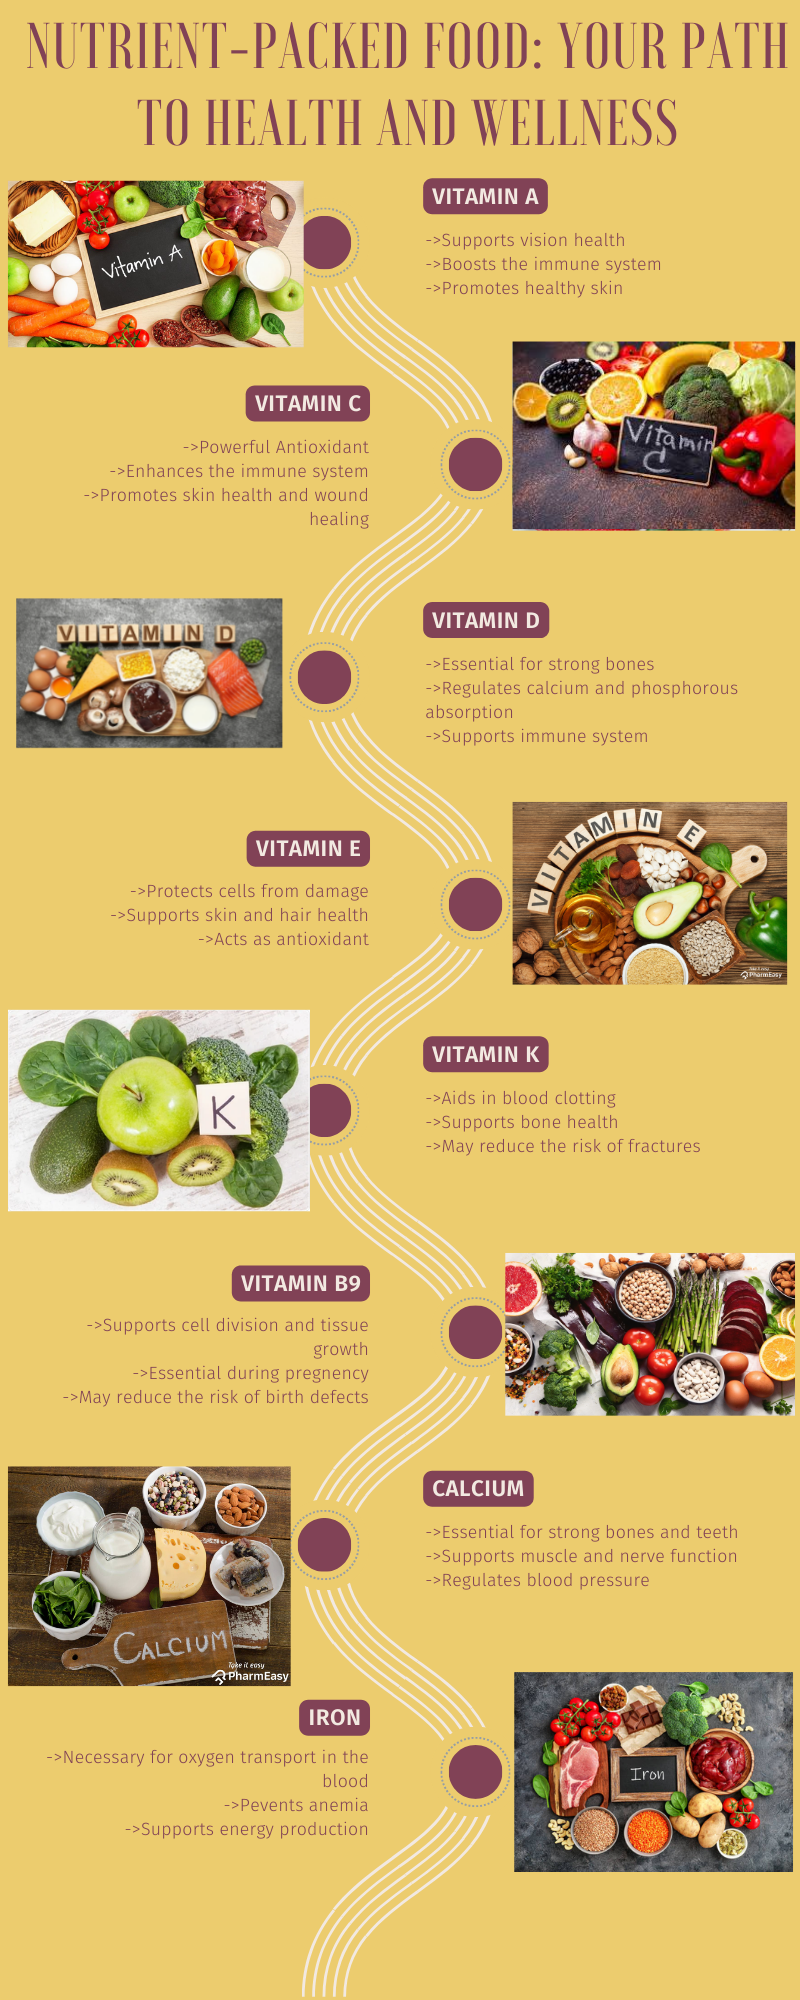 NUTRIENT-PACKED FOOD: YOUR PATH
TO HEALTH AND WELLNESS
Vitamin A
VITAMIN A
->Supports vision health
->Boosts the immune system
->Promotes healthy skin
VITAMIN C
->Powerful Antioxidant
->Enhances the immune system
->Promotes skin health and wound
healing
Vitamin
C
VITAMIN D
VITAMIN D
->Essential for strong bones
->Regulates calcium and phosphorous
absorption
->Supports immune system
VITAMIN E
->Protects cells from damage
->Supports skin and hair health
->Acts as antioxidant
VITAMINE
Take it easy
PharmEasy
K
VITAMIN K
->Aids in blood clotting
->Supports bone health
->May reduce the risk of fractures
VITAMIN B9
->Supports cell division and tissue
growth
->Essential during pregnency
->May reduce the risk of birth defects
CALCIUM
Take it easy
PharmEasy
CALCIUM
->Essential for strong bones and teeth
->Supports muscle and nerve function
->Regulates blood pressure
IRON
->Necessary for oxygen transport in the
blood
->Pevents anemia
->Supports energy production
Iron